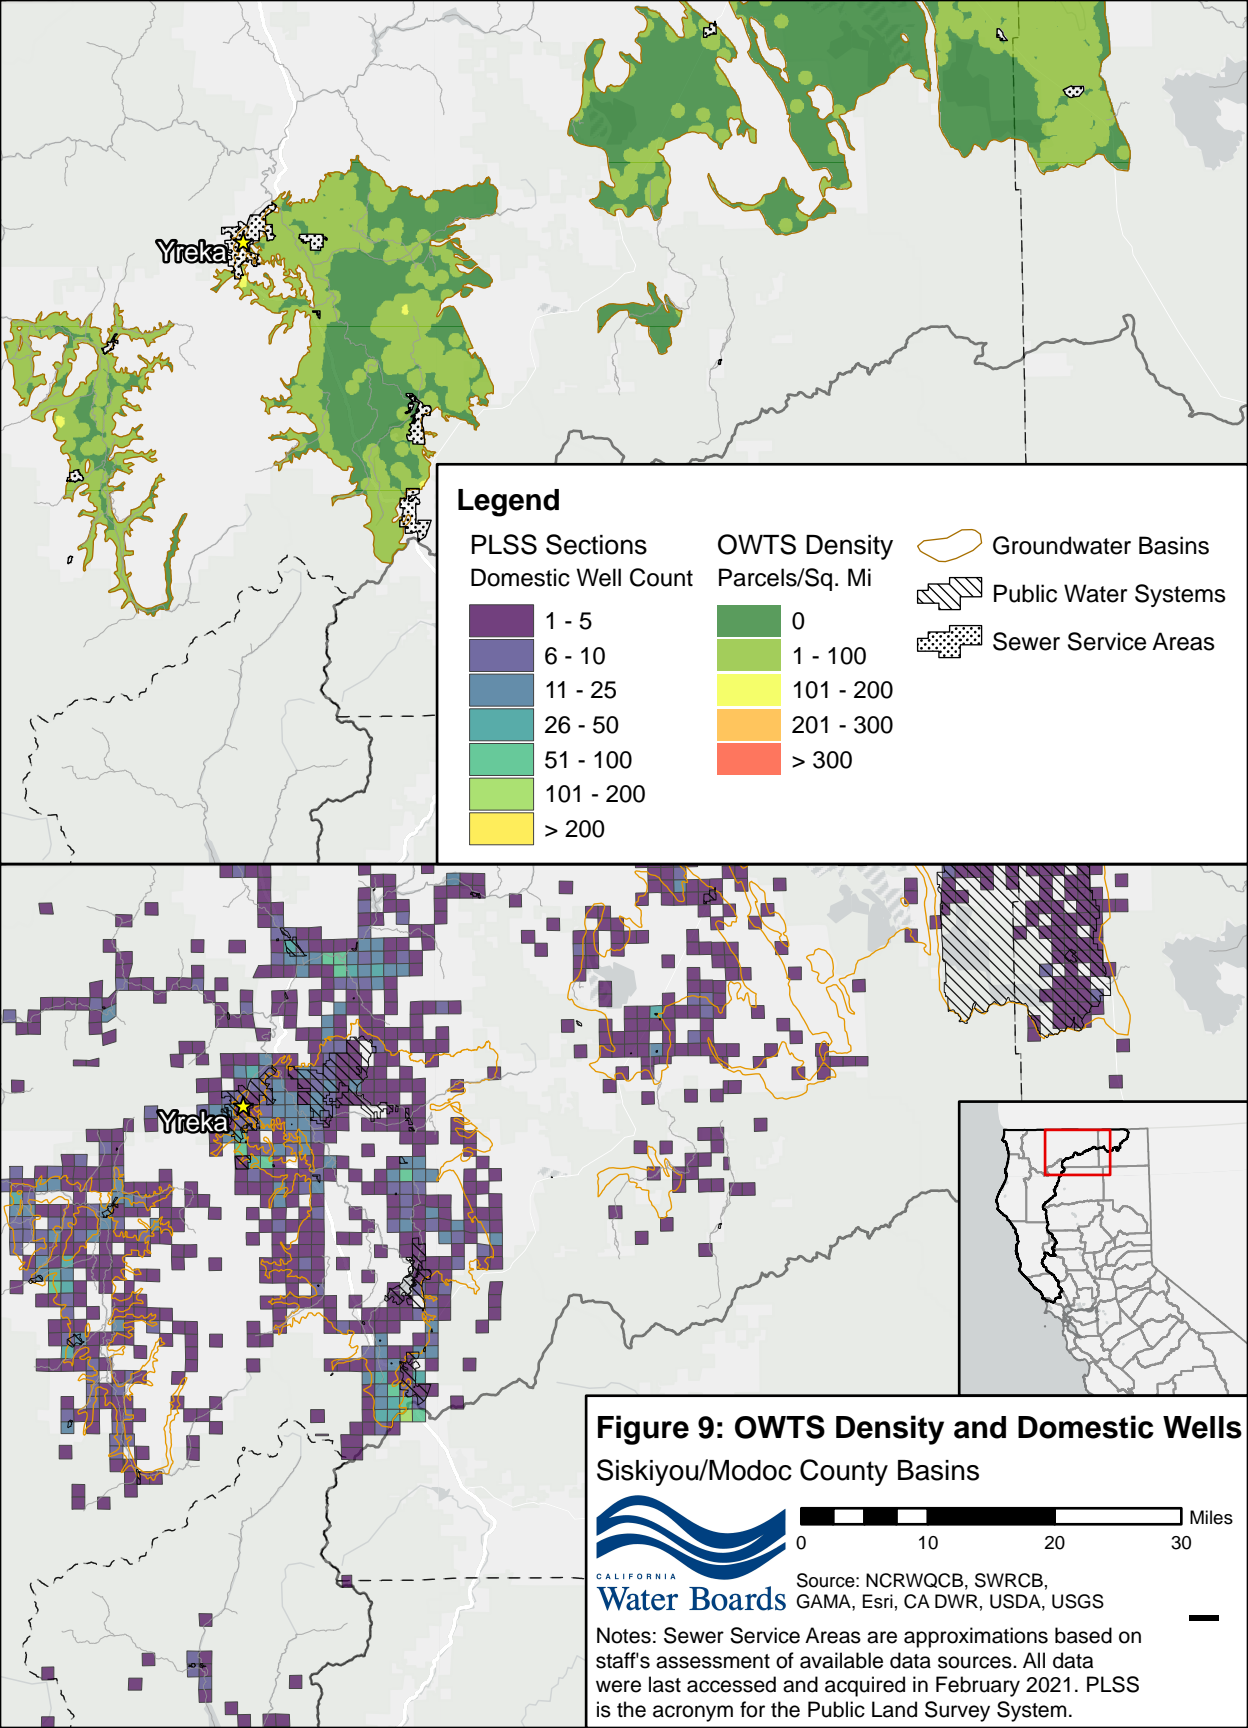 Yreka
Legend
PLSS Sections
Domestic Well Count
1 - 5
6 - 10
11 - 25
26 - 50
51 - 100
101 - 200
> 200
OWTS Density
Parcels/Sq. Mi
0
1 - 100
101 - 200
201 - 300
> 300
Groundwater Basins
Public Water Systems
Sewer Service Areas
Yreka
Figure 9: OWTS Density and Domestic Wells
Siskiyou/Modoc County Basins
CALIFORNIA
Water Boards
Miles
0 10 20 30
Source: NCRWQCB, SWRCB,
GAMA, Esri, CA DWR, USDA, USGS
Notes: Sewer Service Areas are approximations based on
staff's assessment of available data sources. All data
were last accessed and acquired in February 2021. PLSS
is the acronym for the Public Land Survey System.